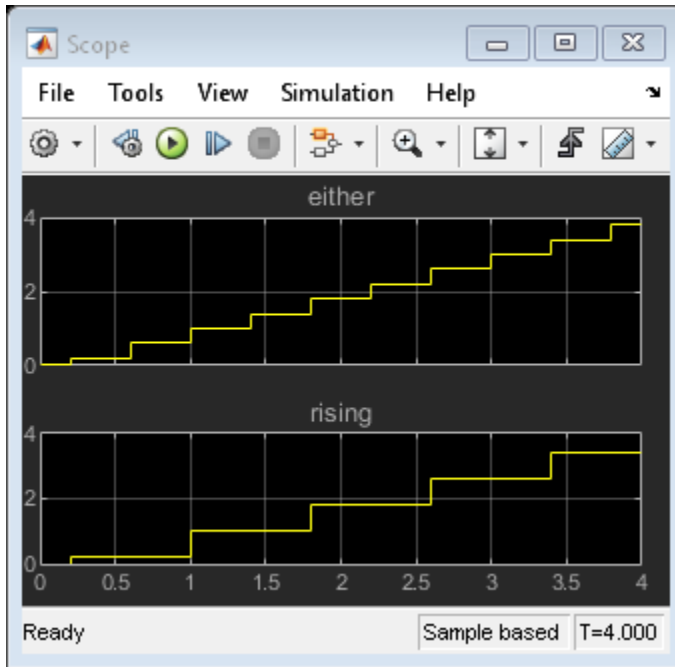 Scope
File Tools View Simulation Help
either
4
2
0
rising
4
2
0
0 0.5 1 1.5 2 2.5 3 3.5 4
Ready Sample based T=4.000